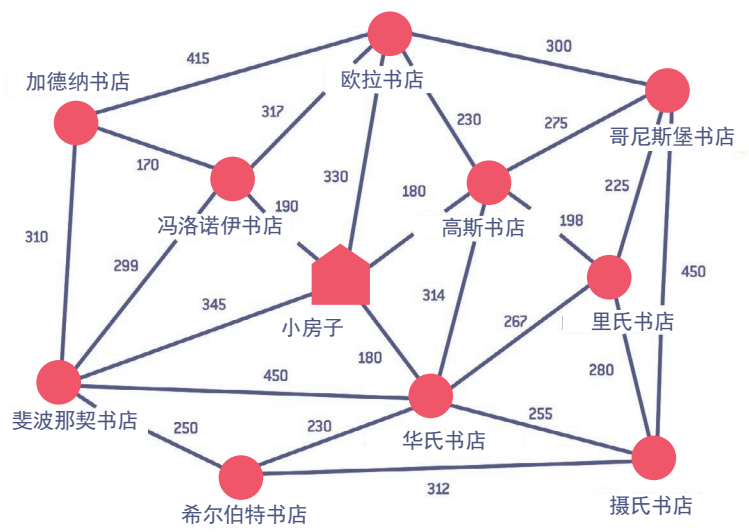 300
415
欧拉书店
加德纳书店
317
230
275
哥尼斯堡书店
170
330
180
225
190
冯洛诺伊书店
高斯书店
198
310
299
450
345
314
267
里氏书店
小房子
180
280
450
斐波那契书店
250
230
255
华氏书店
312
希尔伯特书店
摄氏书店